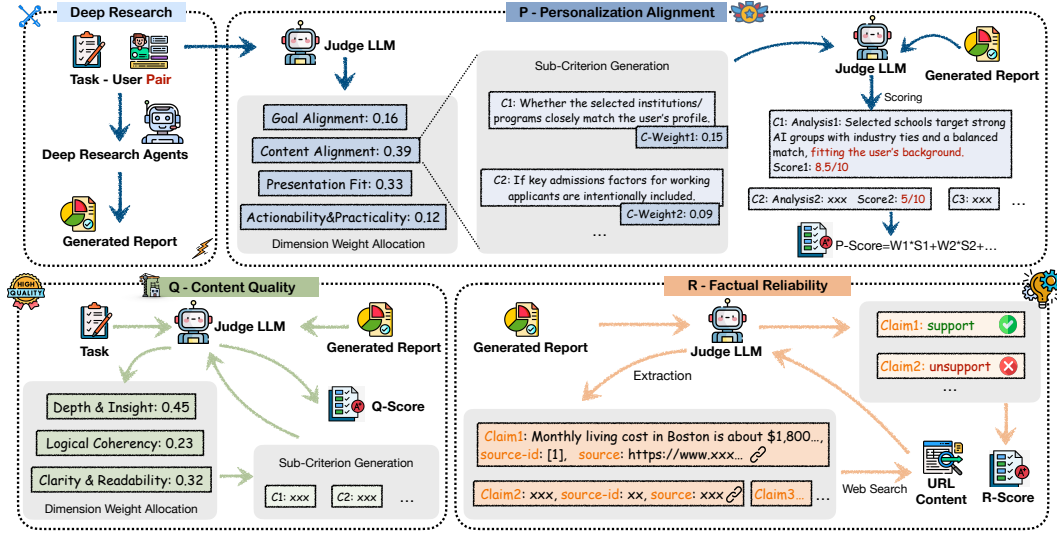 Deep Research
Task - User Pair
Deep Research Agents
Generated Report
P - Personalization Alignment
Judge LLM
Goal Alignment: 0.16
Content Alignment: 0.39
Presentation Fit: 0.33
Actionability&Practicality: 0.12
Dimension Weight Allocation
Sub-Criterion Generation
C1: Whether the selected institutions/
programs closely match the user's profile.
C-Weight1: 0.15
C2: If key admissions factors for working
applicants are intentionally included.
C-Weight2: 0.09
...
Judge LLM
Generated Report
Scoring
C1: Analysis1: Selected schools target strong
AI groups with industry ties and a balanced
match, fitting the user's background.
Score1: 8.5/10
C2: Analysis2: xxx Score2: 5/10
C3: xxx
...
A+
P-Score=W1*S1+W2*S2+...
HIGH
QUALITY
Q - Content Quality
Task
Judge LLM
Generated Report
A+
Q-Score
Depth & Insight: 0.45
Logical Coherency: 0.23
Clarity & Readability: 0.32
Dimension Weight Allocation
Sub-Criterion Generation
C1: xxx
C2: xxx
...
R - Factual Reliability
Generated Report
Judge LLM
Extraction
Claim1: support
Claim2: unsupport
...
Claim1: Monthly living cost in Boston is about $1,800...,
source-id: [1], source: https://www.xxx...
Claim2: xxx, source-id: xx, source: xxx
Claim3...
...
Web Search
URL
Content
A+
R-Score